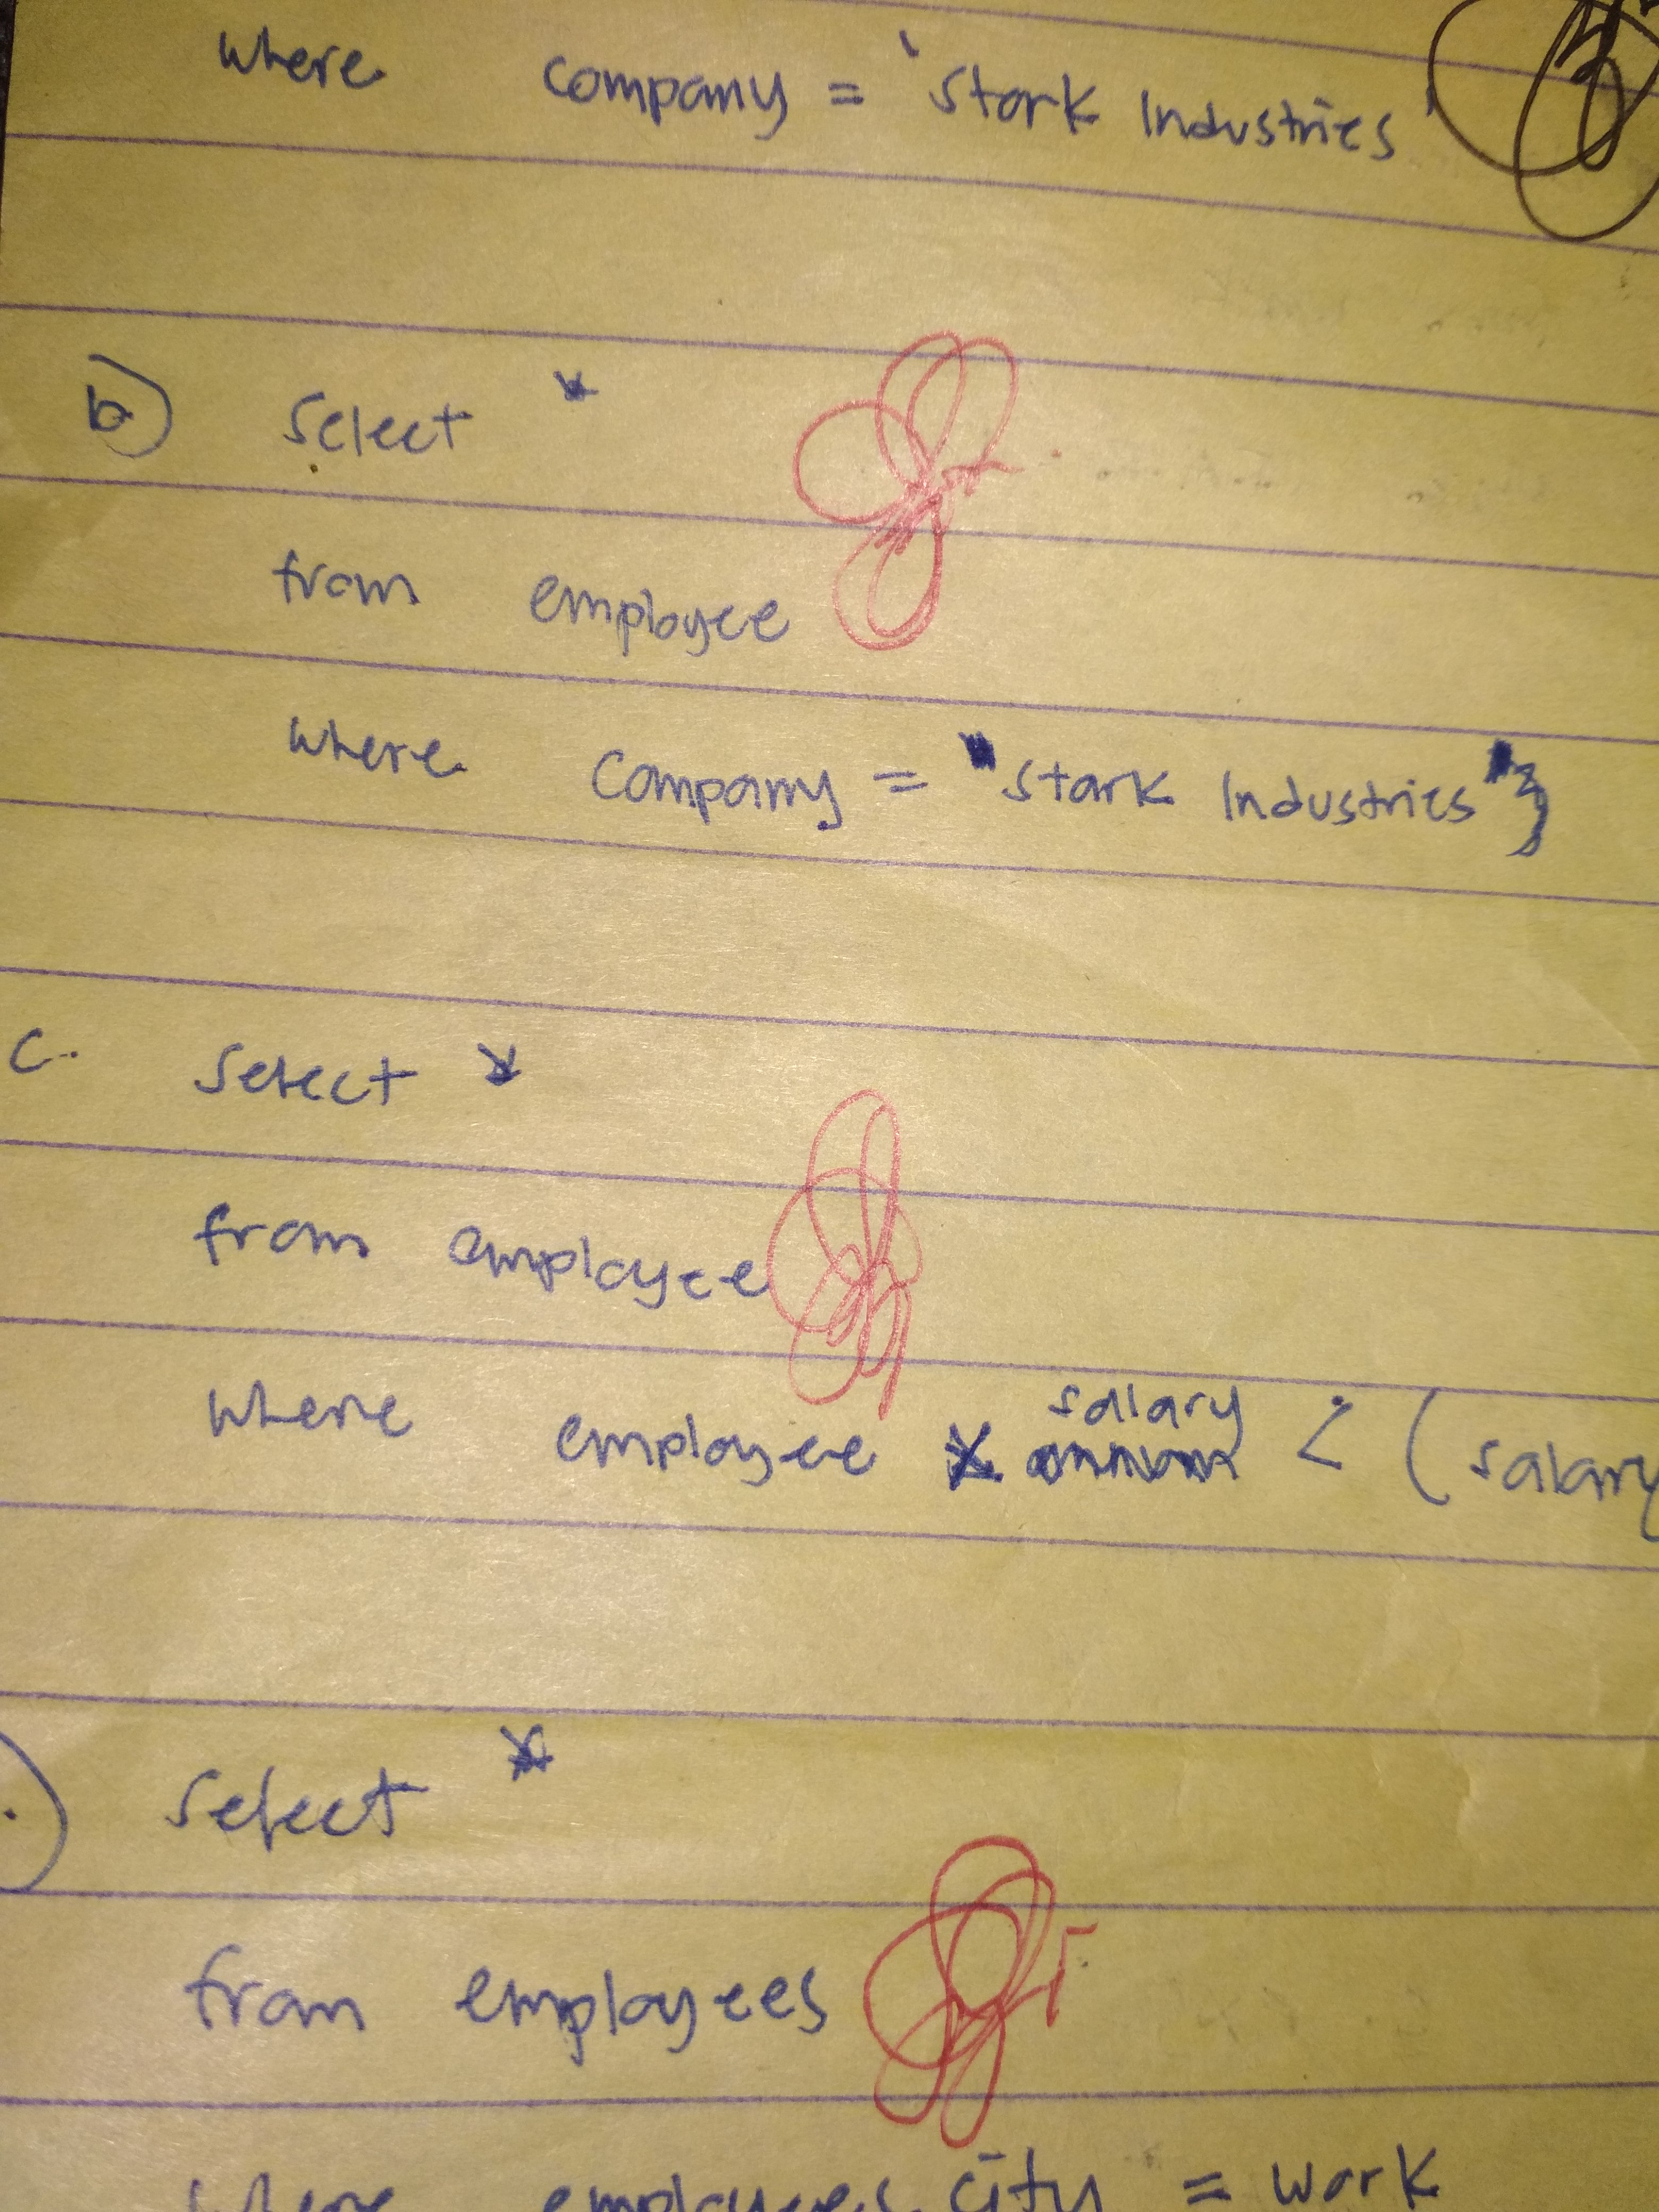 where company = 'Stark Industries'
b) Select *
from employee
where company = "Stark Industries";
c. Select *
from employee
where employee salary < (salary
.) Select *
from employees
where employees.city = work